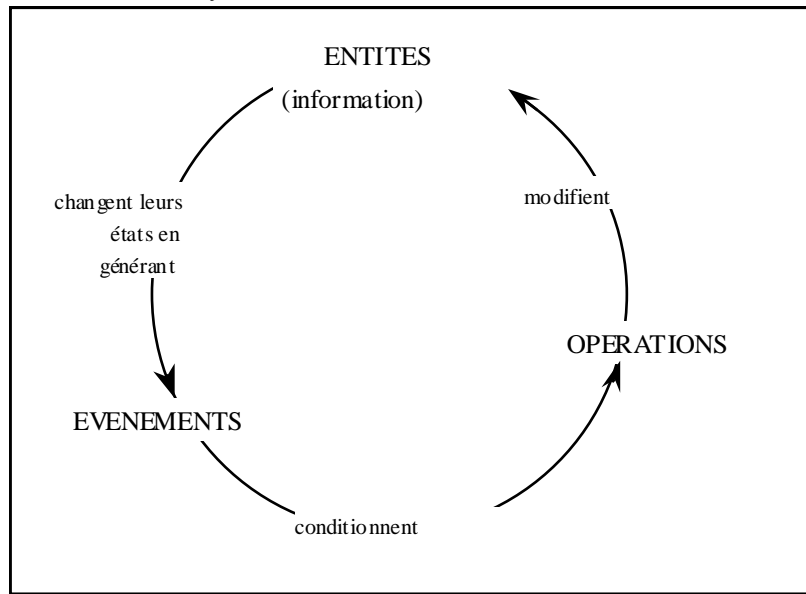 ENTITES
(information)
changent leurs
états en
générant
modifient
OPERATIONS
EVENEMENTS
conditionnent